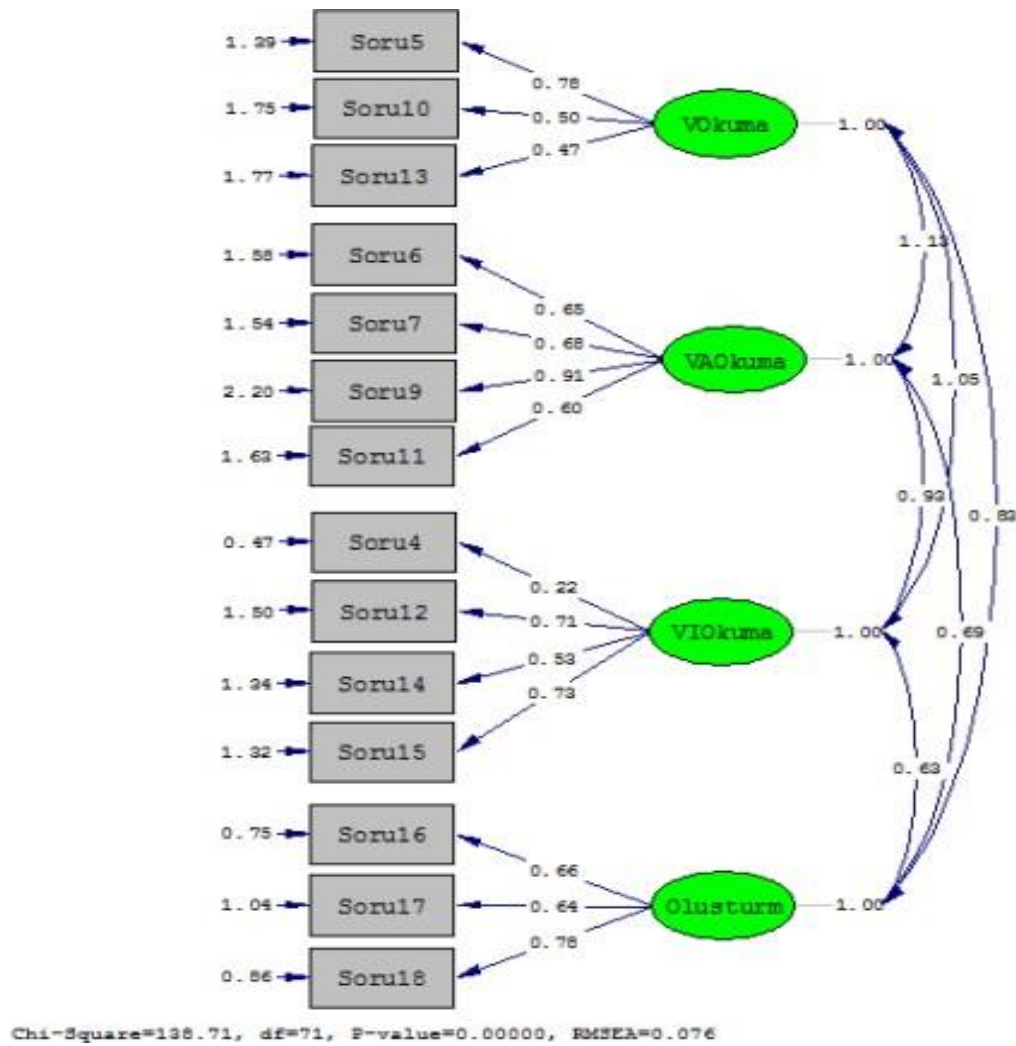 1.39 Soru5
0.78
1.75 Soru10 0.50 VOkuma 1.00
0.47
1.77 Soru13
1.13
1.58 Soru6
0.65
1.54 Soru7
0.68 VAOkuma 1.00
1.05
2.20 Soru9 0.91
0.60
1.63 Soru11
0.93
0.83
0.47 Soru4
0.22
1.50 Soru12
0.71 VIOkuma 1.00 0.69
0.53
1.34 Soru14
0.73
1.32 Soru15
0.63
0.75 Soru16
0.66
1.04 Soru17 0.64 Olusturm 1.00
0.78
0.86 Soru18
Chi-Square=138.71, df=71, P-value=0.00000, RMSEA=0.076